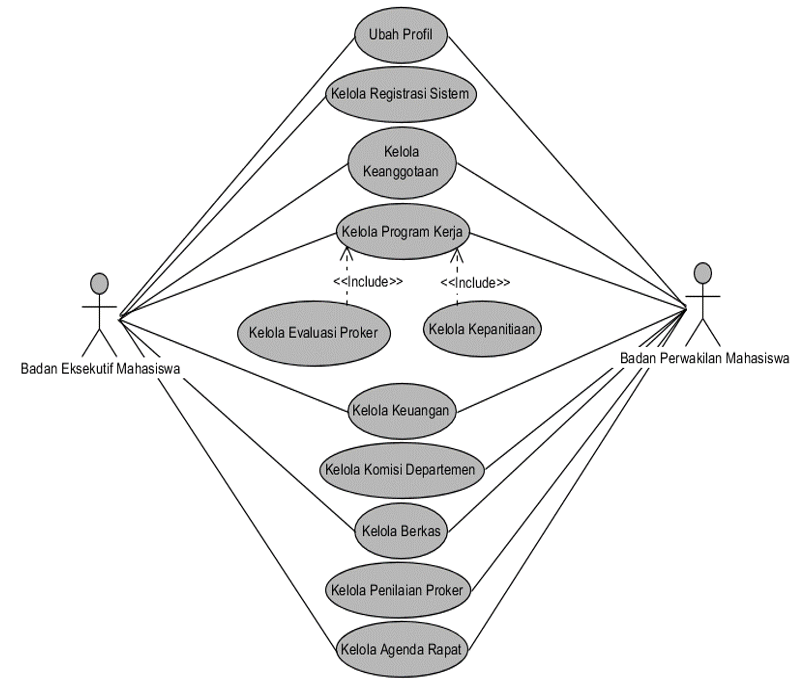 Ubah Profil
Kelola Registrasi Sistem
Kelola
Keanggotaan
Kelola Program Kerja
<<Include>>
<<Include>>
Kelola Evaluasi Proker
Kelola Kepanitiaan
Badan Eksekutif Mahasiswa
Badan Perwakilan Mahasiswa
Kelola Keuangan
Kelola Komisi Departemen
Kelola Berkas
Kelola Penilaian Proker
Kelola Agenda Rapat